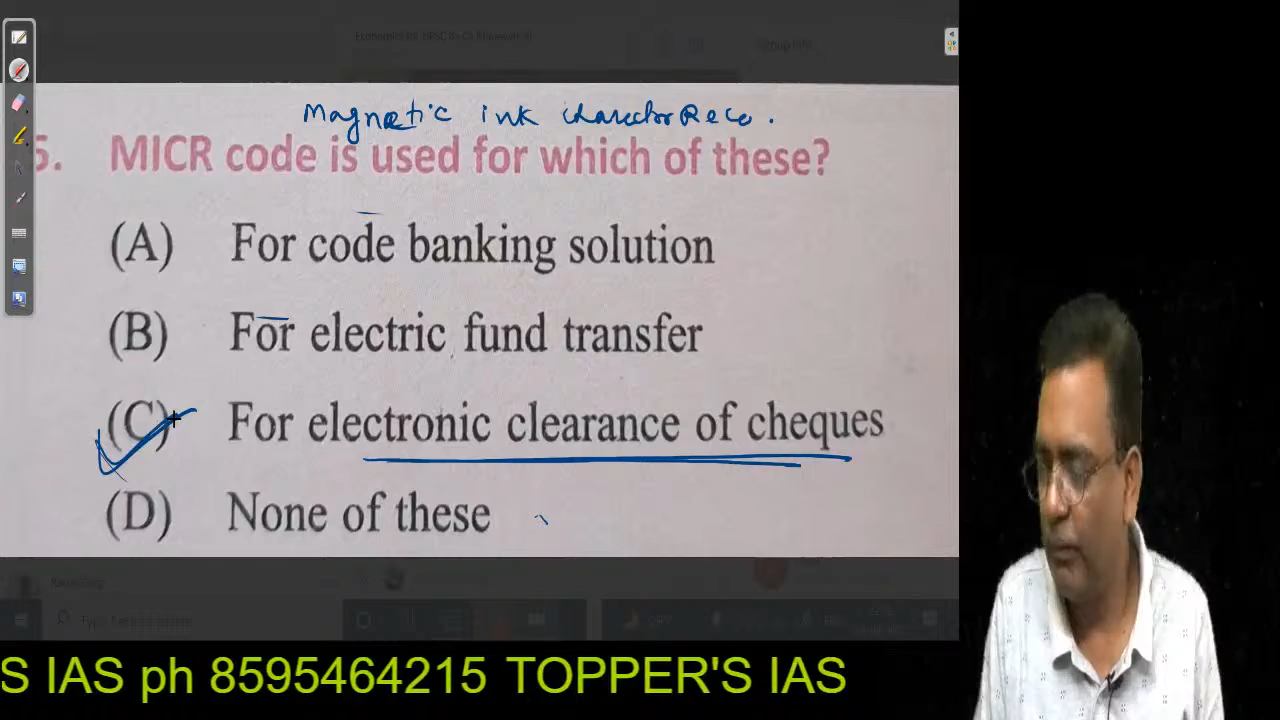 Magnetic ink character Reco.
5. MICR code is used for which of these?
(A) For code banking solution
(B) For electric fund transfer
(C) For electronic clearance of cheques
(D) None of these
S IAS ph 8595464215 TOPPER'S IAS